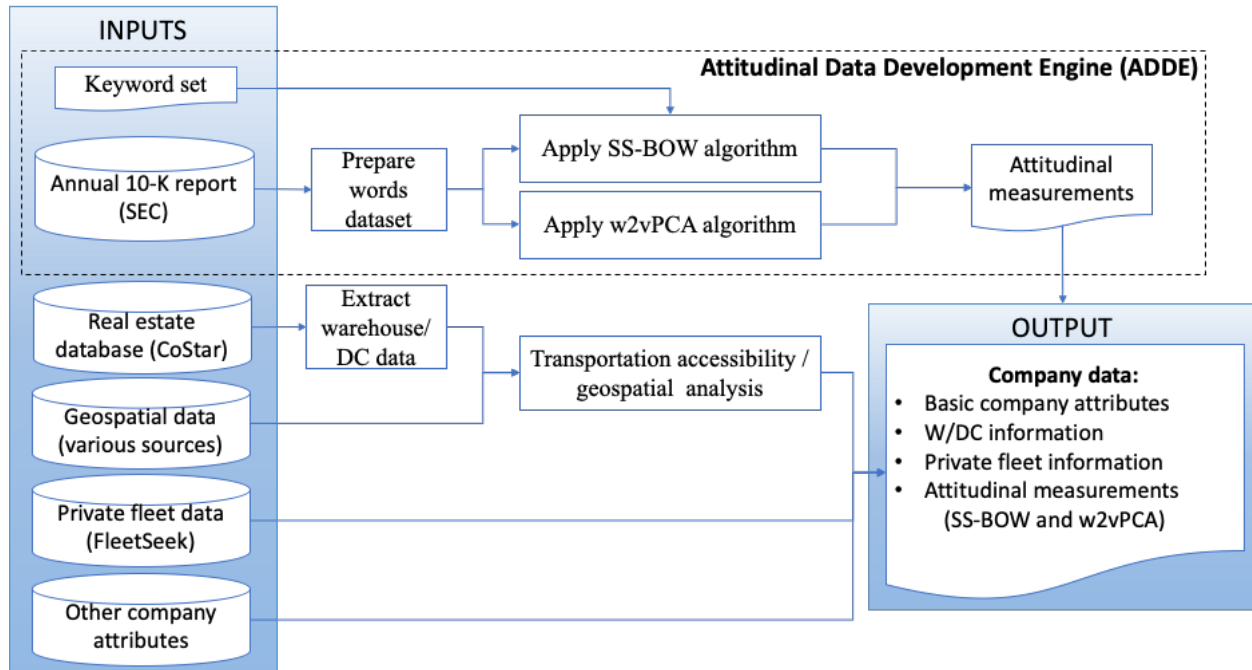 INPUTS
Attitudinal Data Development Engine (ADDE)
Keyword set
Annual 10-K report
(SEC)
Prepare
words
dataset
Apply SS-BOW algorithm
Apply w2vPCA algorithm
Attitudinal
measurements
Real estate
database (CoStar)
Extract
warehouse/
DC data
Geospatial data
(various sources)
Transportation accessibility /
geospatial analysis
Private fleet data
(FleetSeek)
Other company
attributes
OUTPUT
Company data:
• Basic company attributes
• W/DC information
• Private fleet information
• Attitudinal measurements
(SS-BOW and w2vPCA)